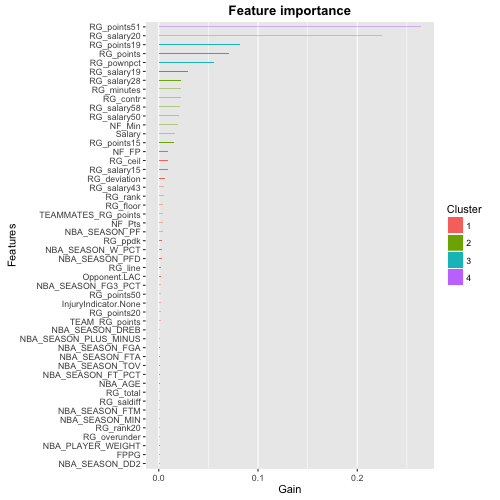 Feature importance
RG_points51
RG_salary20
RG_points19
RG_points
RG_pownpct
RG_salary19
RG_salary28
RG_minutes
RG_contr
RG_salary58
RG_salary50
NF_Min
Salary
RG_points15
NF_FP
RG_ceil
RG_salary15
RG_deviation
RG_salary43
RG_rank
RG_floor
TEAMMATES_RG_points
NF_Pts
NBA_SEASON_PF
RG_ppdk
NBA_SEASON_W_PCT
NBA_SEASON_PFD
RG_line
Opponent.LAC
NBA_SEASON_FG3_PCT
RG_points50
InjuryIndicator.None
RG_points20
TEAM_RG_points
NBA_SEASON_DREB
NBA_SEASON_PLUS_MINUS
NBA_SEASON_FGA
NBA_SEASON_FTA
NBA_SEASON_TOV
NBA_SEASON_FT_PCT
NBA_AGE
RG_total
RG_saldiff
NBA_SEASON_FTM
NBA_SEASON_MIN
RG_rank20
RG_overunder
NBA_PLAYER_WEIGHT
FPPG
NBA_SEASON_DD2
Features
0.0
0.1
0.2
Gain
Cluster
1
2
3
4